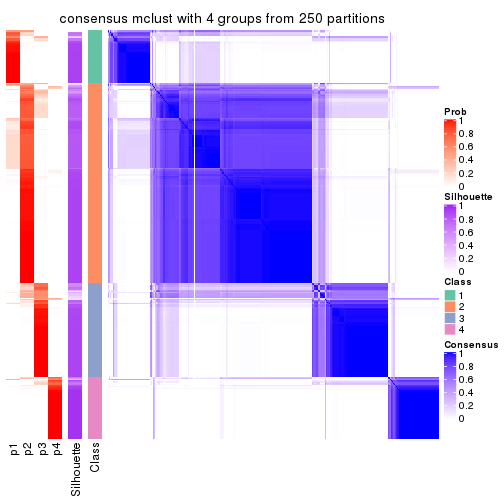 consensus mclust with 4 groups from 250 partitions
Prob
1
0.8
0.6
0.4
0.2
0
Silhouette
1
0.8
0.6
0.4
0.2
0
Class
1
2
3
4
Consensus
1
0.8
0.6
0.4
0.2
0
p1
p2
p3
p4
Silhouette
Class